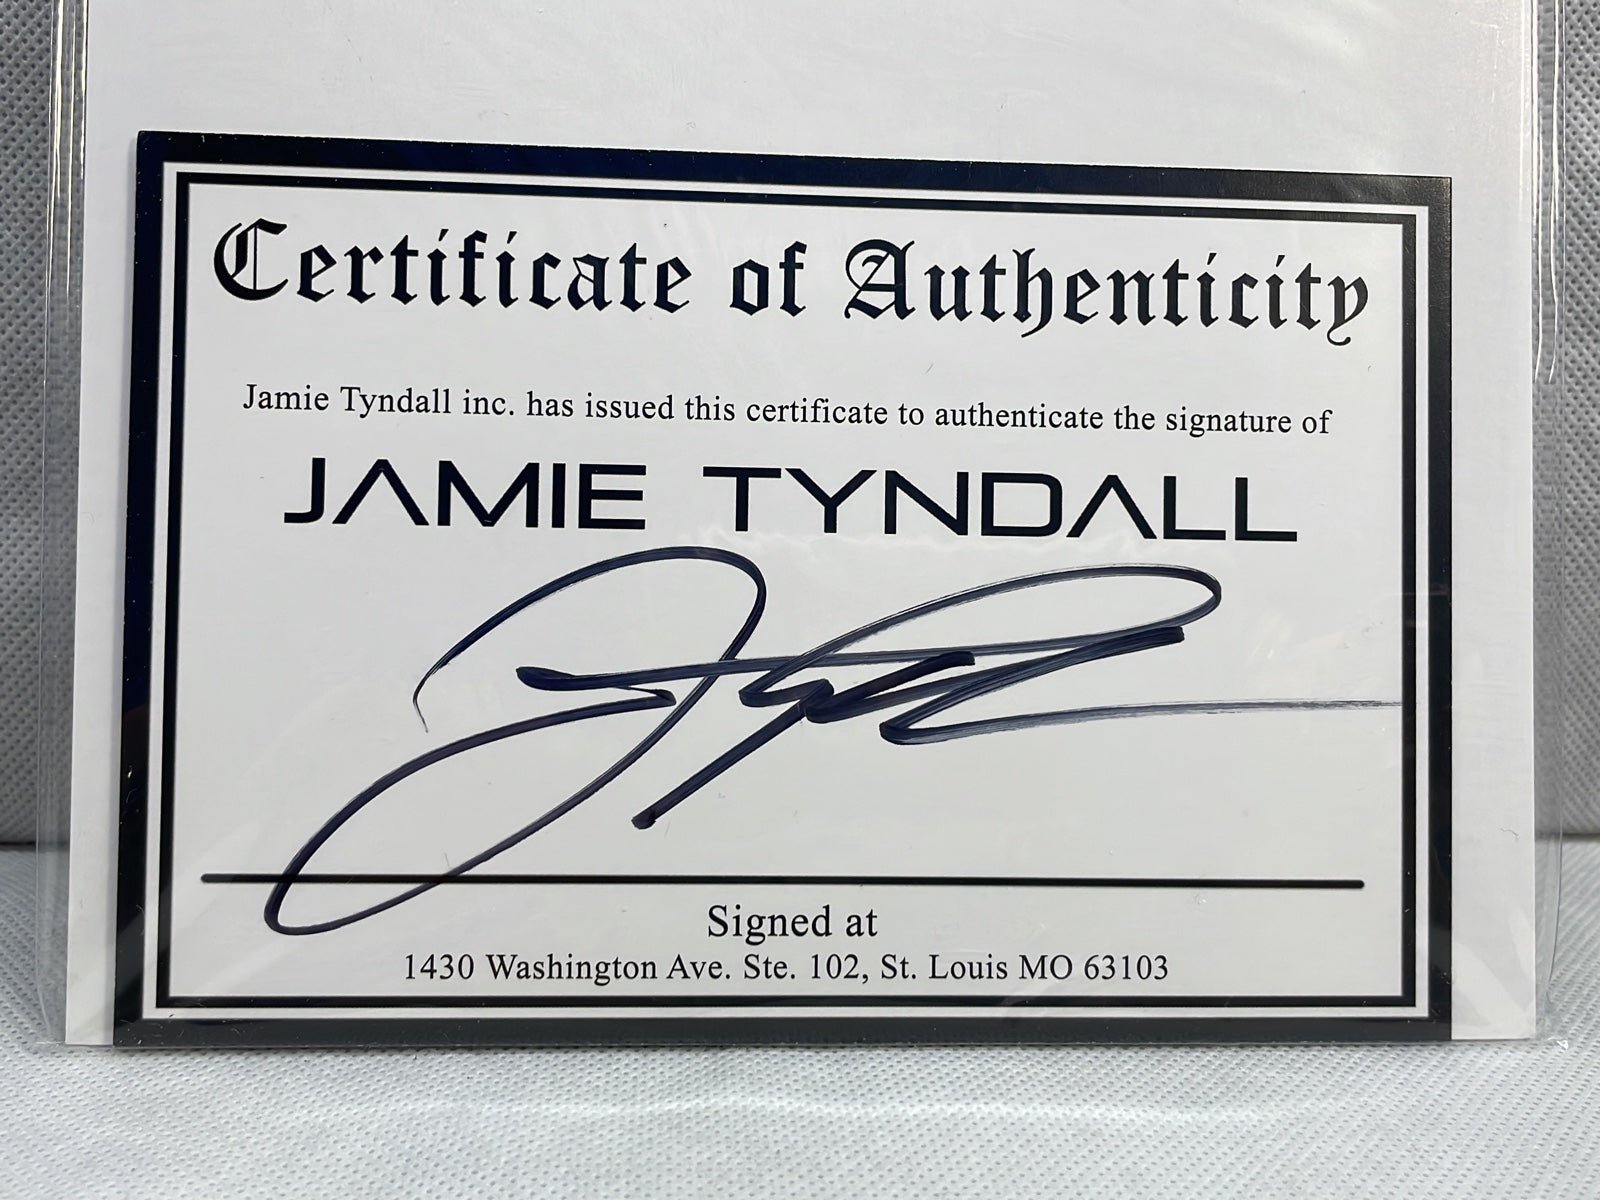 Certificate of Authenticity
Jamie Tyndall inc. has issued this certificate to authenticate the signature of
JAMIE TYNDALL
Signed at
1430 Washington Ave. Ste. 102, St. Louis MO 63103